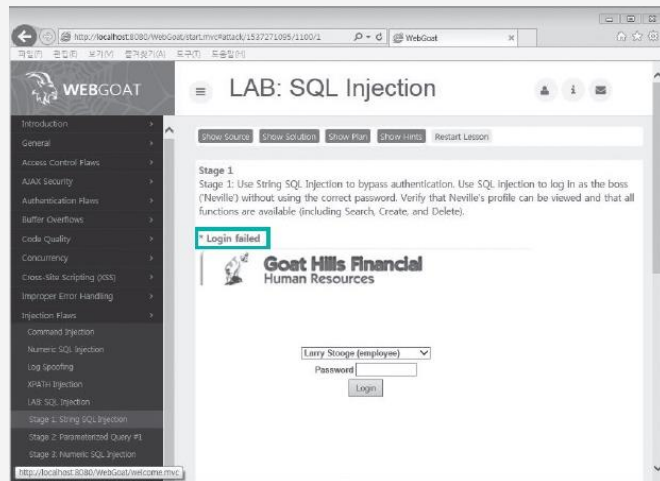 http://localhost:8080/WebGoat/start.mvc#attack/1537271095/1100/1
WebGoat
파일(F) 편집(E) 보기(V) 즐겨찾기(A) 도구(T) 도움말(H)
WEBGOAT
LAB: SQL Injection
Introduction
General
Access Control Flaws
AJAX Security
Authentication Flaws
Buffer Overflows
Code Quality
Concurrency
Cross-Site Scripting (XSS)
Improper Error Handling
Injection Flaws
Command Injection
Numeric SQL Injection
Log Spoofing
XPATH Injection
LAB: SQL Injection
Stage 1: String SQL Injection
Stage 2: Parameterized Query #1
Stage 3: Numeric SQL Injection
http://localhost:8080/WebGoat/welcome.mvc
Show Source Show Solution Show Plan Show Hints Restart Lesson
Stage 1
Stage 1: Use String SQL Injection to bypass authentication. Use SQL injection to log in as the boss
('Neville') without using the correct password. Verify that Neville's profile can be viewed and that all
functions are available (including Search, Create, and Delete).
* Login failed
Goat Hills Financial
Human Resources
Larry Stooge (employee)
Password
Login